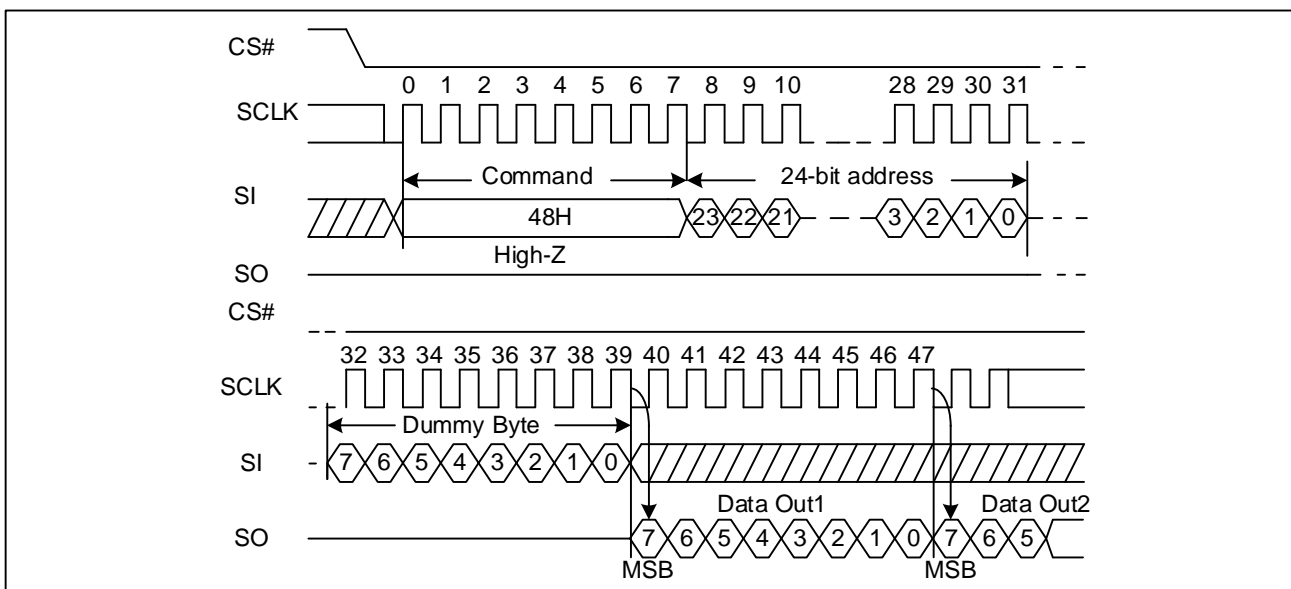 CS#
0 1 2 3 4 5 6 7 8 9 10 28 29 30 31
SCLK
Command 24-bit address
SI
48H 23 22 21 3 2 1 0
High-Z
SO
CS#
32 33 34 35 36 37 38 39 40 41 42 43 44 45 46 47
SCLK
Dummy Byte
SI 7 6 5 4 3 2 1 0
Data Out1 Data Out2
SO 7 6 5 4 3 2 1 0 7 6 5
MSB MSB